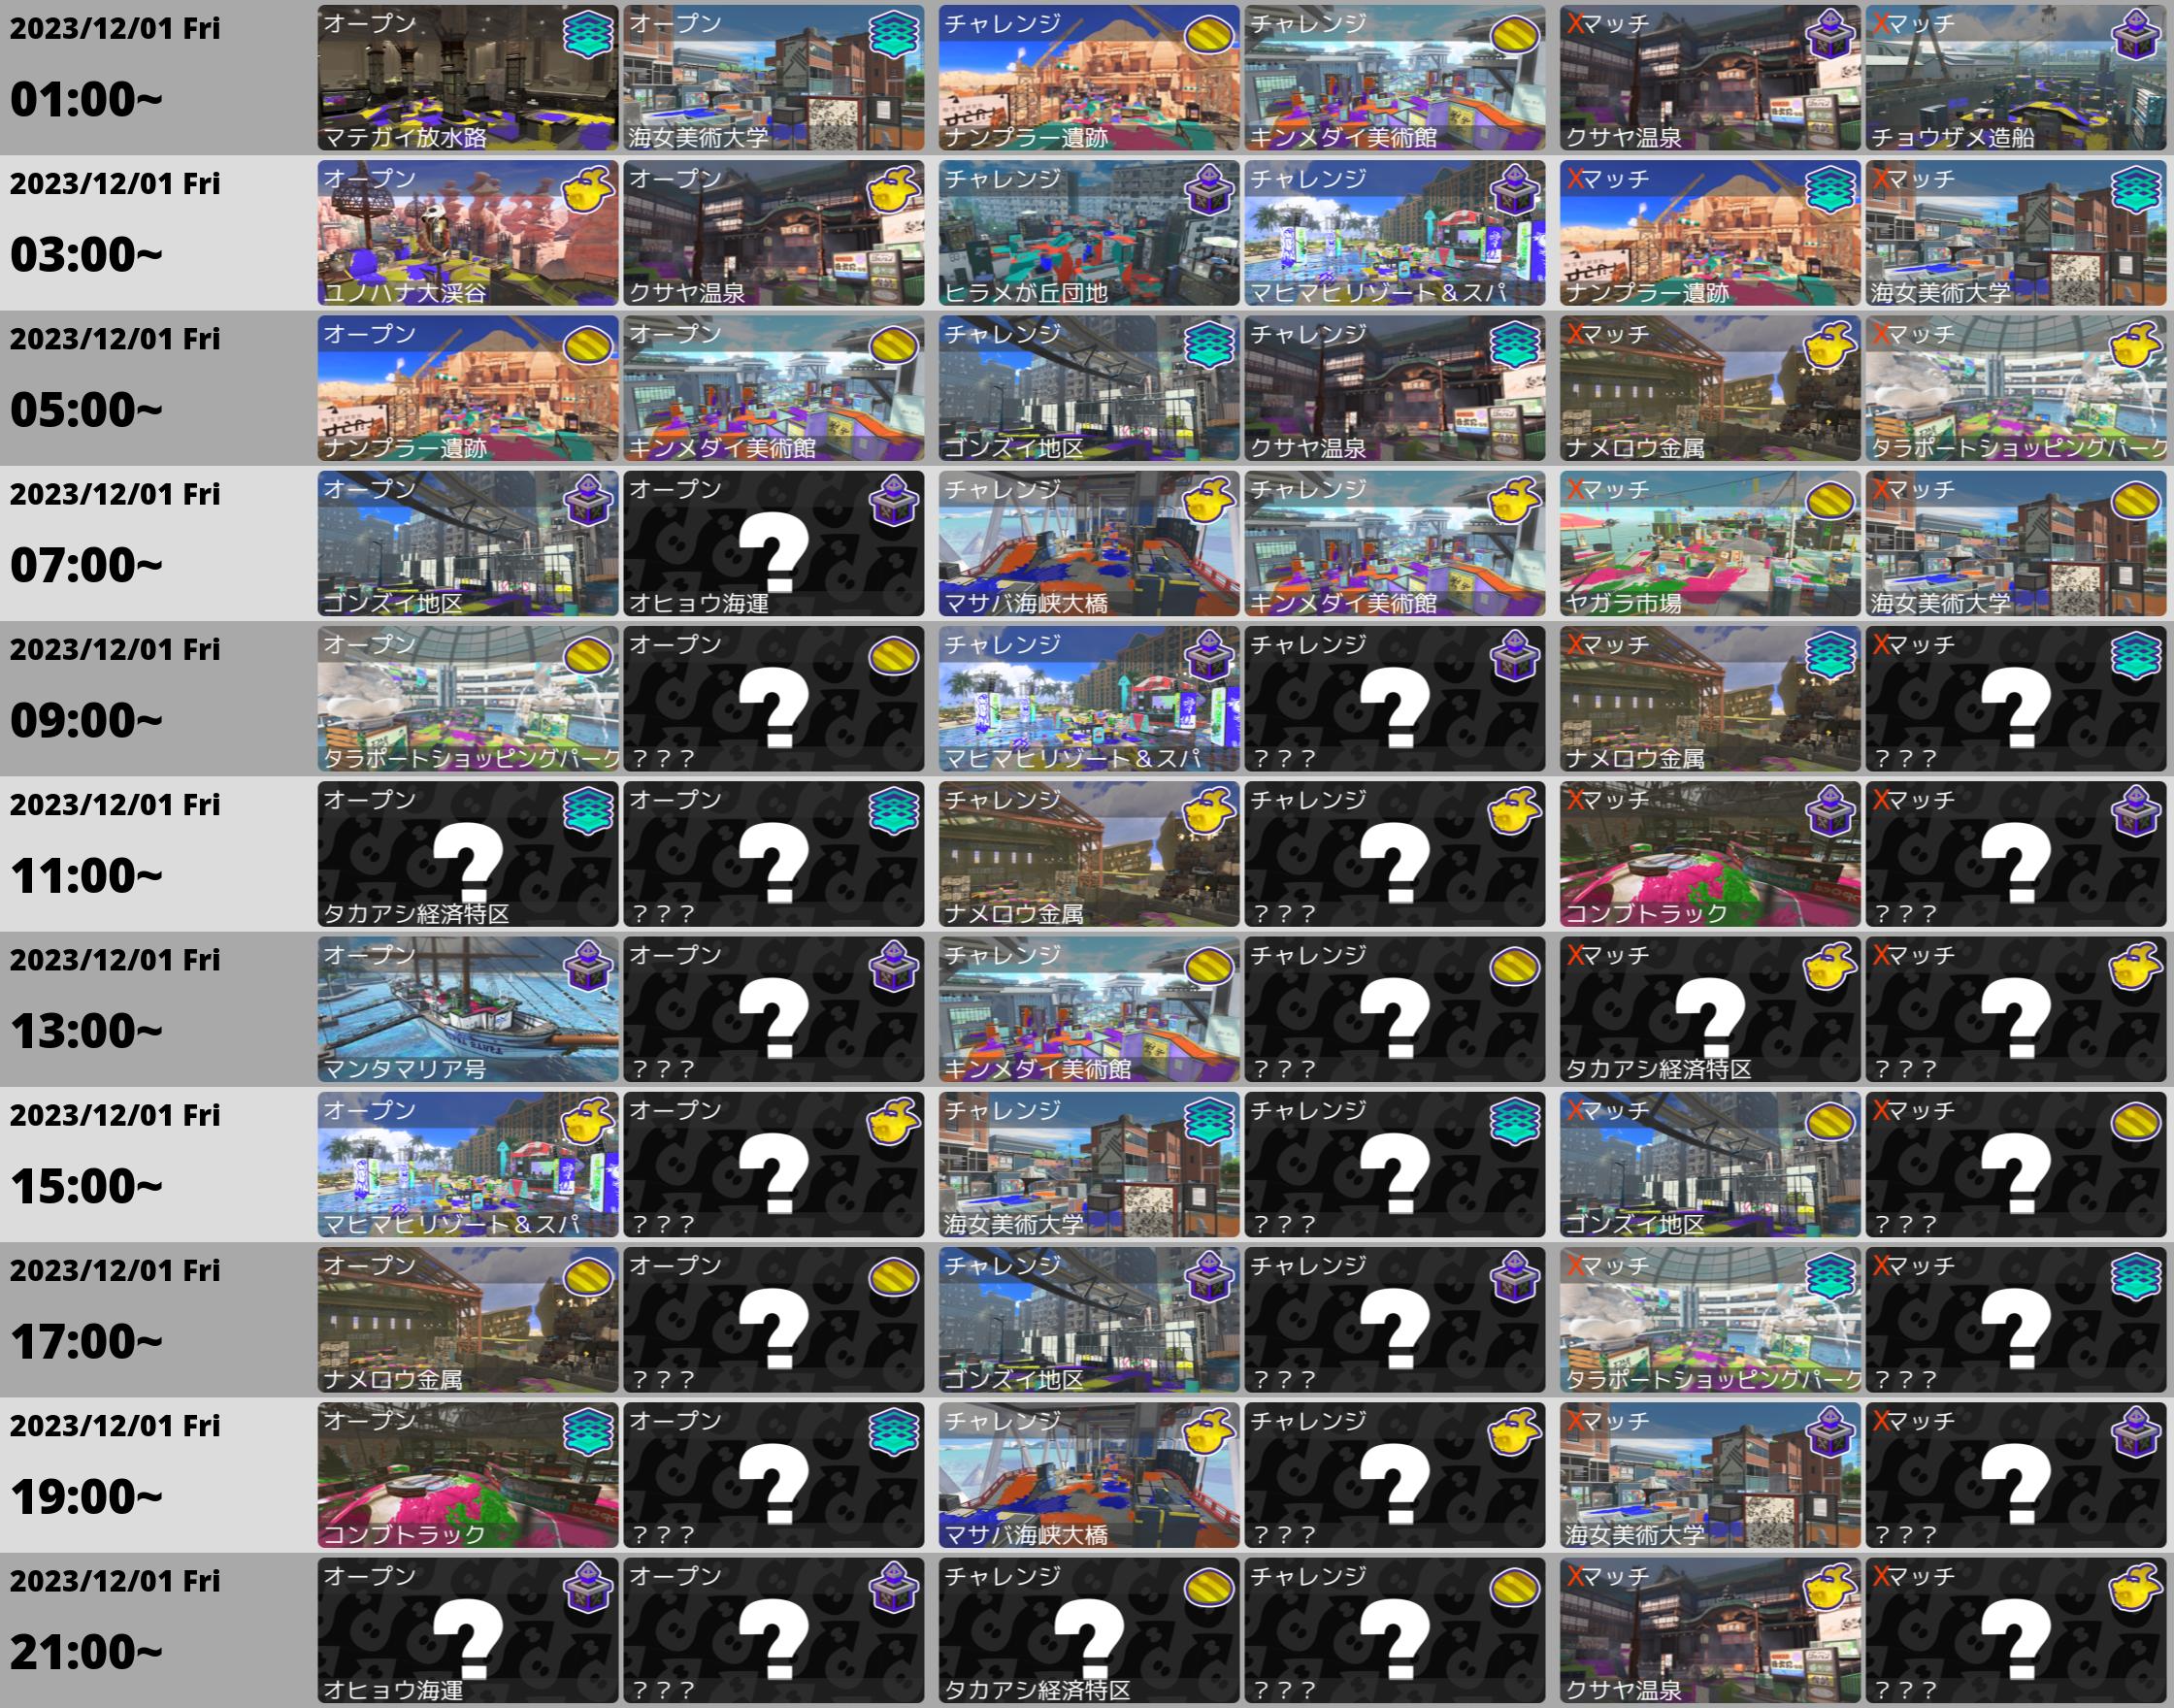 2023/12/01 Fri
01:00~
オープン
マテガイ放水路
オープン
海女美術大学
チャレンジ
ナンプラー遺跡
チャレンジ
キンメダイ美術館
Xマッチ
クサヤ温泉
Xマッチ
チョウザメ造船
2023/12/01 Fri
03:00~
オープン
ユノハナ大渓谷
オープン
クサヤ温泉
チャレンジ
ヒラメが丘団地
チャレンジ
マヒマヒリゾート＆スパ
Xマッチ
ナンプラー遺跡
Xマッチ
海女美術大学
2023/12/01 Fri
05:00~
オープン
ナンプラー遺跡
オープン
キンメダイ美術館
チャレンジ
ゴンズイ地区
チャレンジ
クサヤ温泉
Xマッチ
ナメロウ金属
Xマッチ
タラポートショッピングパーク
2023/12/01 Fri
07:00~
オープン
ゴンズイ地区
オープン
オヒョウ海運
チャレンジ
マサバ海峡大橋
チャレンジ
キンメダイ美術館
Xマッチ
ヤガラ市場
Xマッチ
海女美術大学
2023/12/01 Fri
09:00~
オープン
タラポートショッピングパーク
オープン
?
？？？
チャレンジ
マヒマヒリゾート＆スパ
チャレンジ
?
？？？
Xマッチ
ナメロウ金属
Xマッチ
?
？？？
2023/12/01 Fri
11:00~
オープン
?
タカアシ経済特区
オープン
?
？？？
チャレンジ
ナメロウ金属
チャレンジ
?
？？？
Xマッチ
コンブトラック
Xマッチ
?
？？？
2023/12/01 Fri
13:00~
オープン
マンタマリア号
オープン
?
？？？
チャレンジ
キンメダイ美術館
チャレンジ
?
？？？
Xマッチ
?
タカアシ経済特区
Xマッチ
?
？？？
2023/12/01 Fri
15:00~
オープン
マヒマヒリゾート＆スパ
オープン
?
？？？
チャレンジ
海女美術大学
チャレンジ
?
？？？
Xマッチ
ゴンズイ地区
Xマッチ
?
？？？
2023/12/01 Fri
17:00~
オープン
ナメロウ金属
オープン
?
？？？
チャレンジ
ゴンズイ地区
チャレンジ
?
？？？
Xマッチ
タラポートショッピングパーク
Xマッチ
?
？？？
2023/12/01 Fri
19:00~
オープン
コンブトラック
オープン
?
？？？
チャレンジ
マサバ海峡大橋
チャレンジ
?
？？？
Xマッチ
海女美術大学
Xマッチ
?
？？？
2023/12/01 Fri
21:00~
オープン
?
オヒョウ海運
オープン
?
？？？
チャレンジ
?
タカアシ経済特区
チャレンジ
?
？？？
Xマッチ
クサヤ温泉
Xマッチ
?
？？？